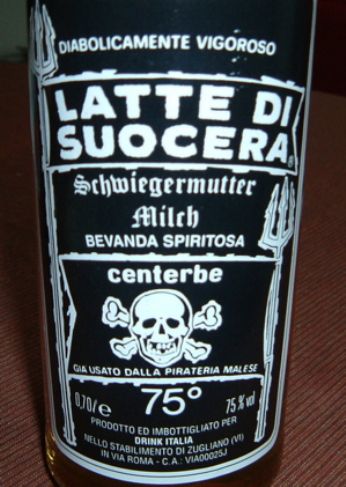 DIABOLICAMENTE VIGOROSO
LATTE DI
SUOCERA®
Schwiegermutter
Milch
BEVANDA SPIRITOSA
centerbe
GIA USATO DALLA PIRATERIA MALESE
0,70/e 75° 75% vol
PRODOTTO ED IMBOTTIGLIATO PER
DRINK ITALIA
NELLO STABILIMENTO DI ZUGLIANO (VI)
IN VIA ROMA - C.A.: VIA00025J